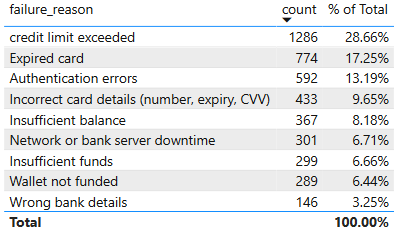 failure_reason count % of Total
credit limit exceeded 1286 28.66%
Expired card 774 17.25%
Authentication errors 592 13.19%
Incorrect card details (number, expiry, CVV) 433 9.65%
Insufficient balance 367 8.18%
Network or bank server downtime 301 6.71%
Insufficient funds 299 6.66%
Wallet not funded 289 6.44%
Wrong bank details 146 3.25%
Total 100.00%